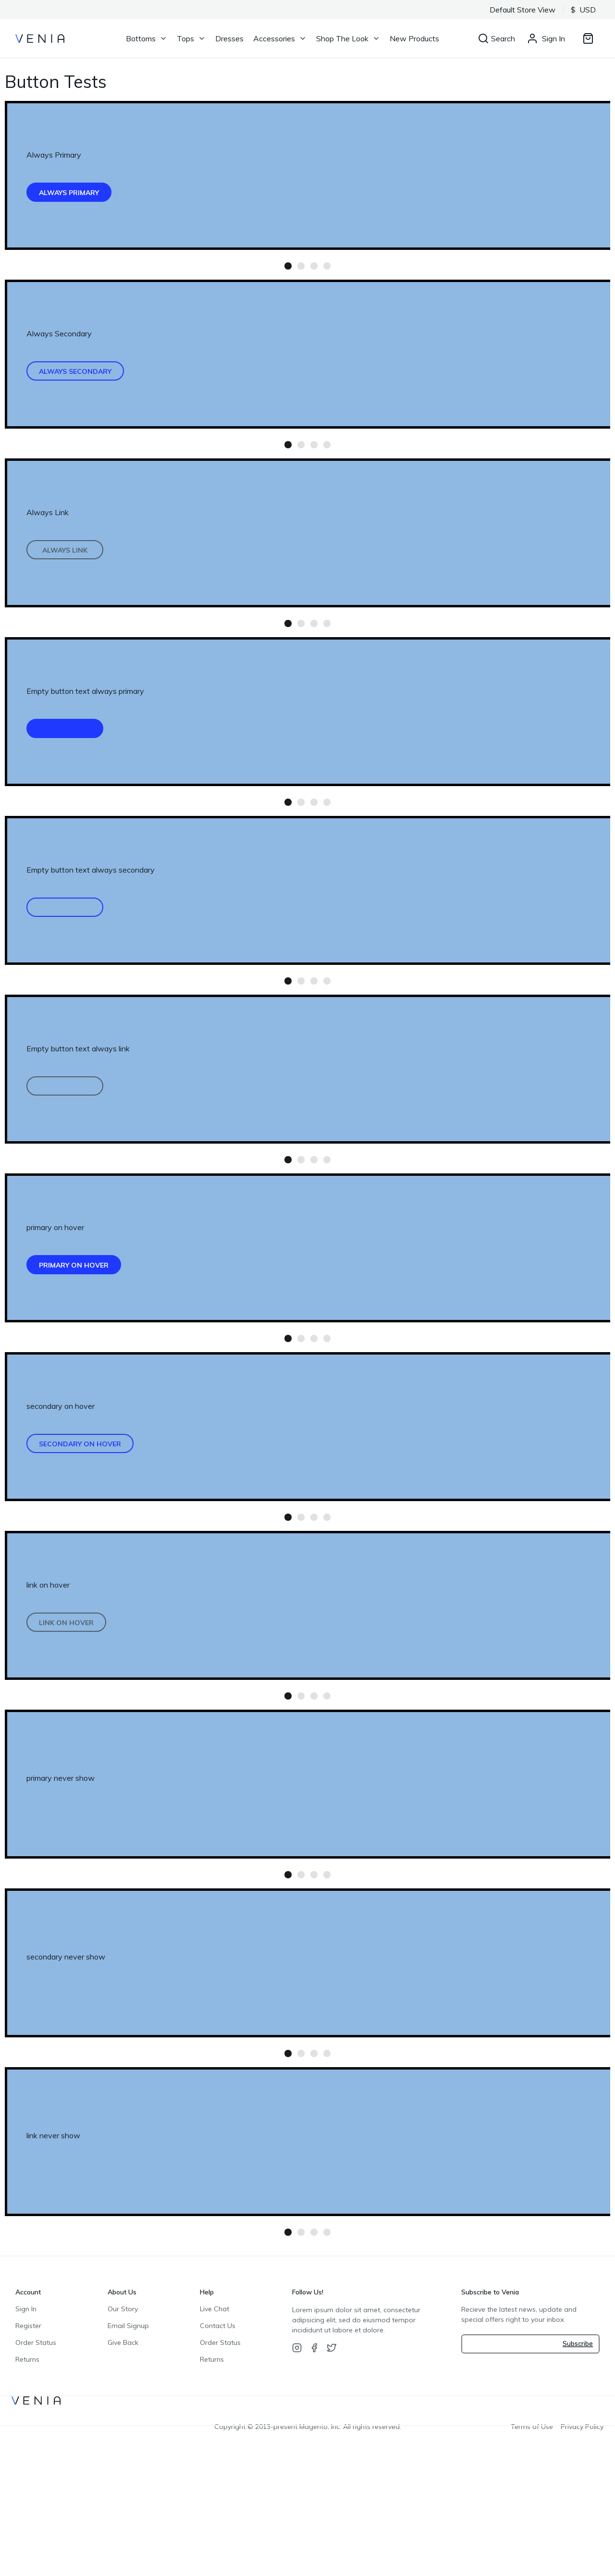 Default Store View $ USD
VENIA Bottoms Tops Dresses Accessories Shop The Look New Products Search Sign In
Button Tests
Always Primary
ALWAYS PRIMARY
Always Secondary
ALWAYS SECONDARY
Always Link
ALWAYS LINK
Empty button text always primary
Empty button text always secondary
Empty button text always link
primary on hover
PRIMARY ON HOVER
secondary on hover
SECONDARY ON HOVER
link on hover
LINK ON HOVER
primary never show
secondary never show
link never show
Account
Sign In
Register
Order Status
Returns
About Us
Our Story
Email Signup
Give Back
Help
Live Chat
Contact Us
Order Status
Returns
Follow Us!
Lorem ipsum dolor sit amet, consectetur
adipsicing elit, sed do eiusmod tempor
incididunt ut labore et dolore.
Subscribe to Venia
Recieve the latest news, update and
special offers right to your inbox.
Subscribe
VENIA
Copyright © 2013-present Magento, Inc. All rights reserved.
Terms of Use Privacy Policy